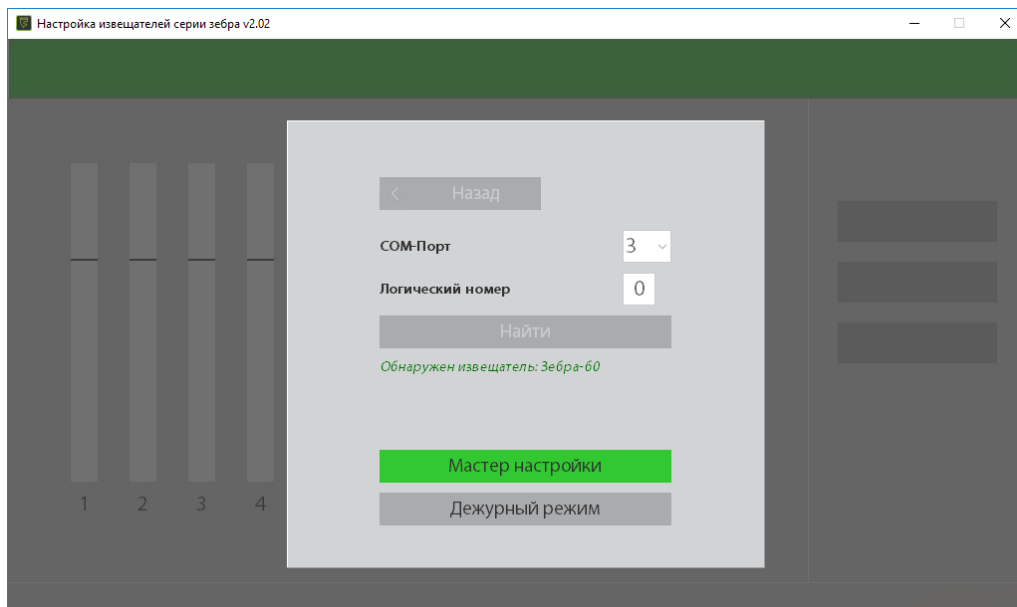 Настройка извещателей серии зебра v2.02
Назад
COM-Порт
3
Логический номер
0
Найти
Обнаружен извещатель: Зебра-60
Мастер настройки
Дежурный режим
1 2 3 4